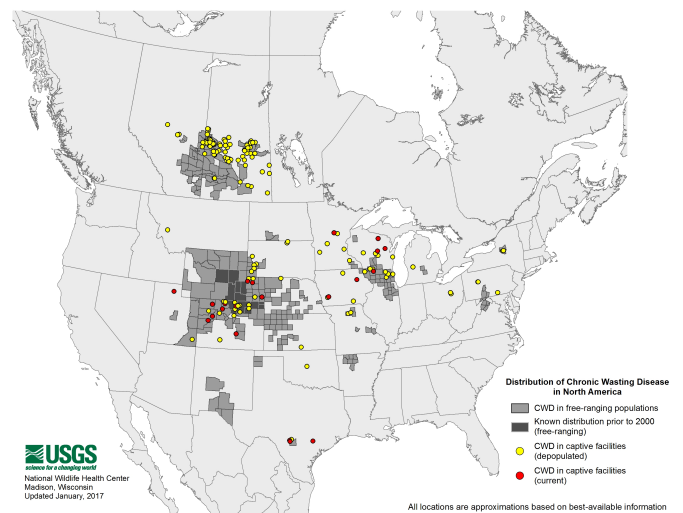 Distribution of Chronic Wasting Disease
in North America
CWD in free-ranging populations
Known distribution prior to 2000
(free-ranging)
CWD in captive facilities
(depopulated)
CWD in captive facilities
(current)
USGS
science for a changing world
National Wildlife Health Center
Madison, Wisconsin
Updated January, 2017
All locations are approximations based on best-available information